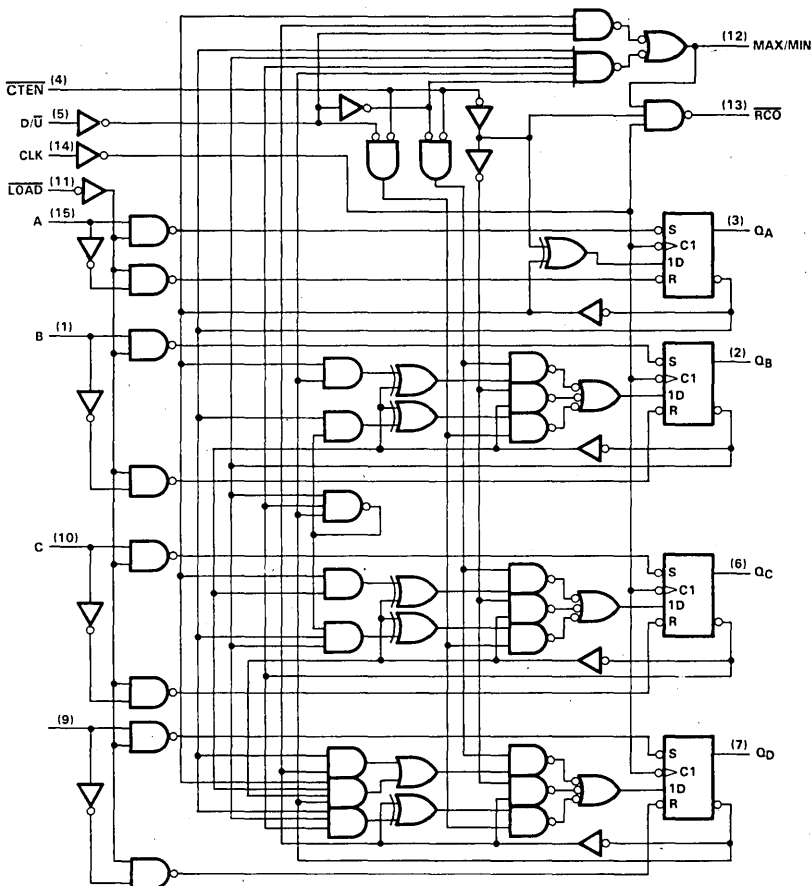 (12) MAX/MIN
CTEN (4)
D/U (5)
(13) RCO
CLK (14)
LOAD (11)
A (15)
(3) QA
S
C1
1D
R
B (1)
(2) QB
S
C1
1D
R
C (10)
(6) QC
S
C1
1D
R
(9)
(7) QD
S
C1
1D
R